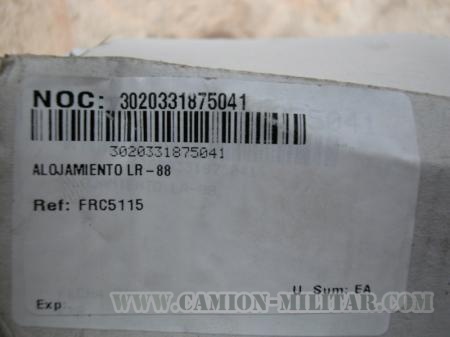 NOC: 3020331875041
3020331875041
ALOJAMIENTO LR-88
Ref: FRC5115
U Sum: EA
Exp:
WWW.CAMION-MILITAR.COM